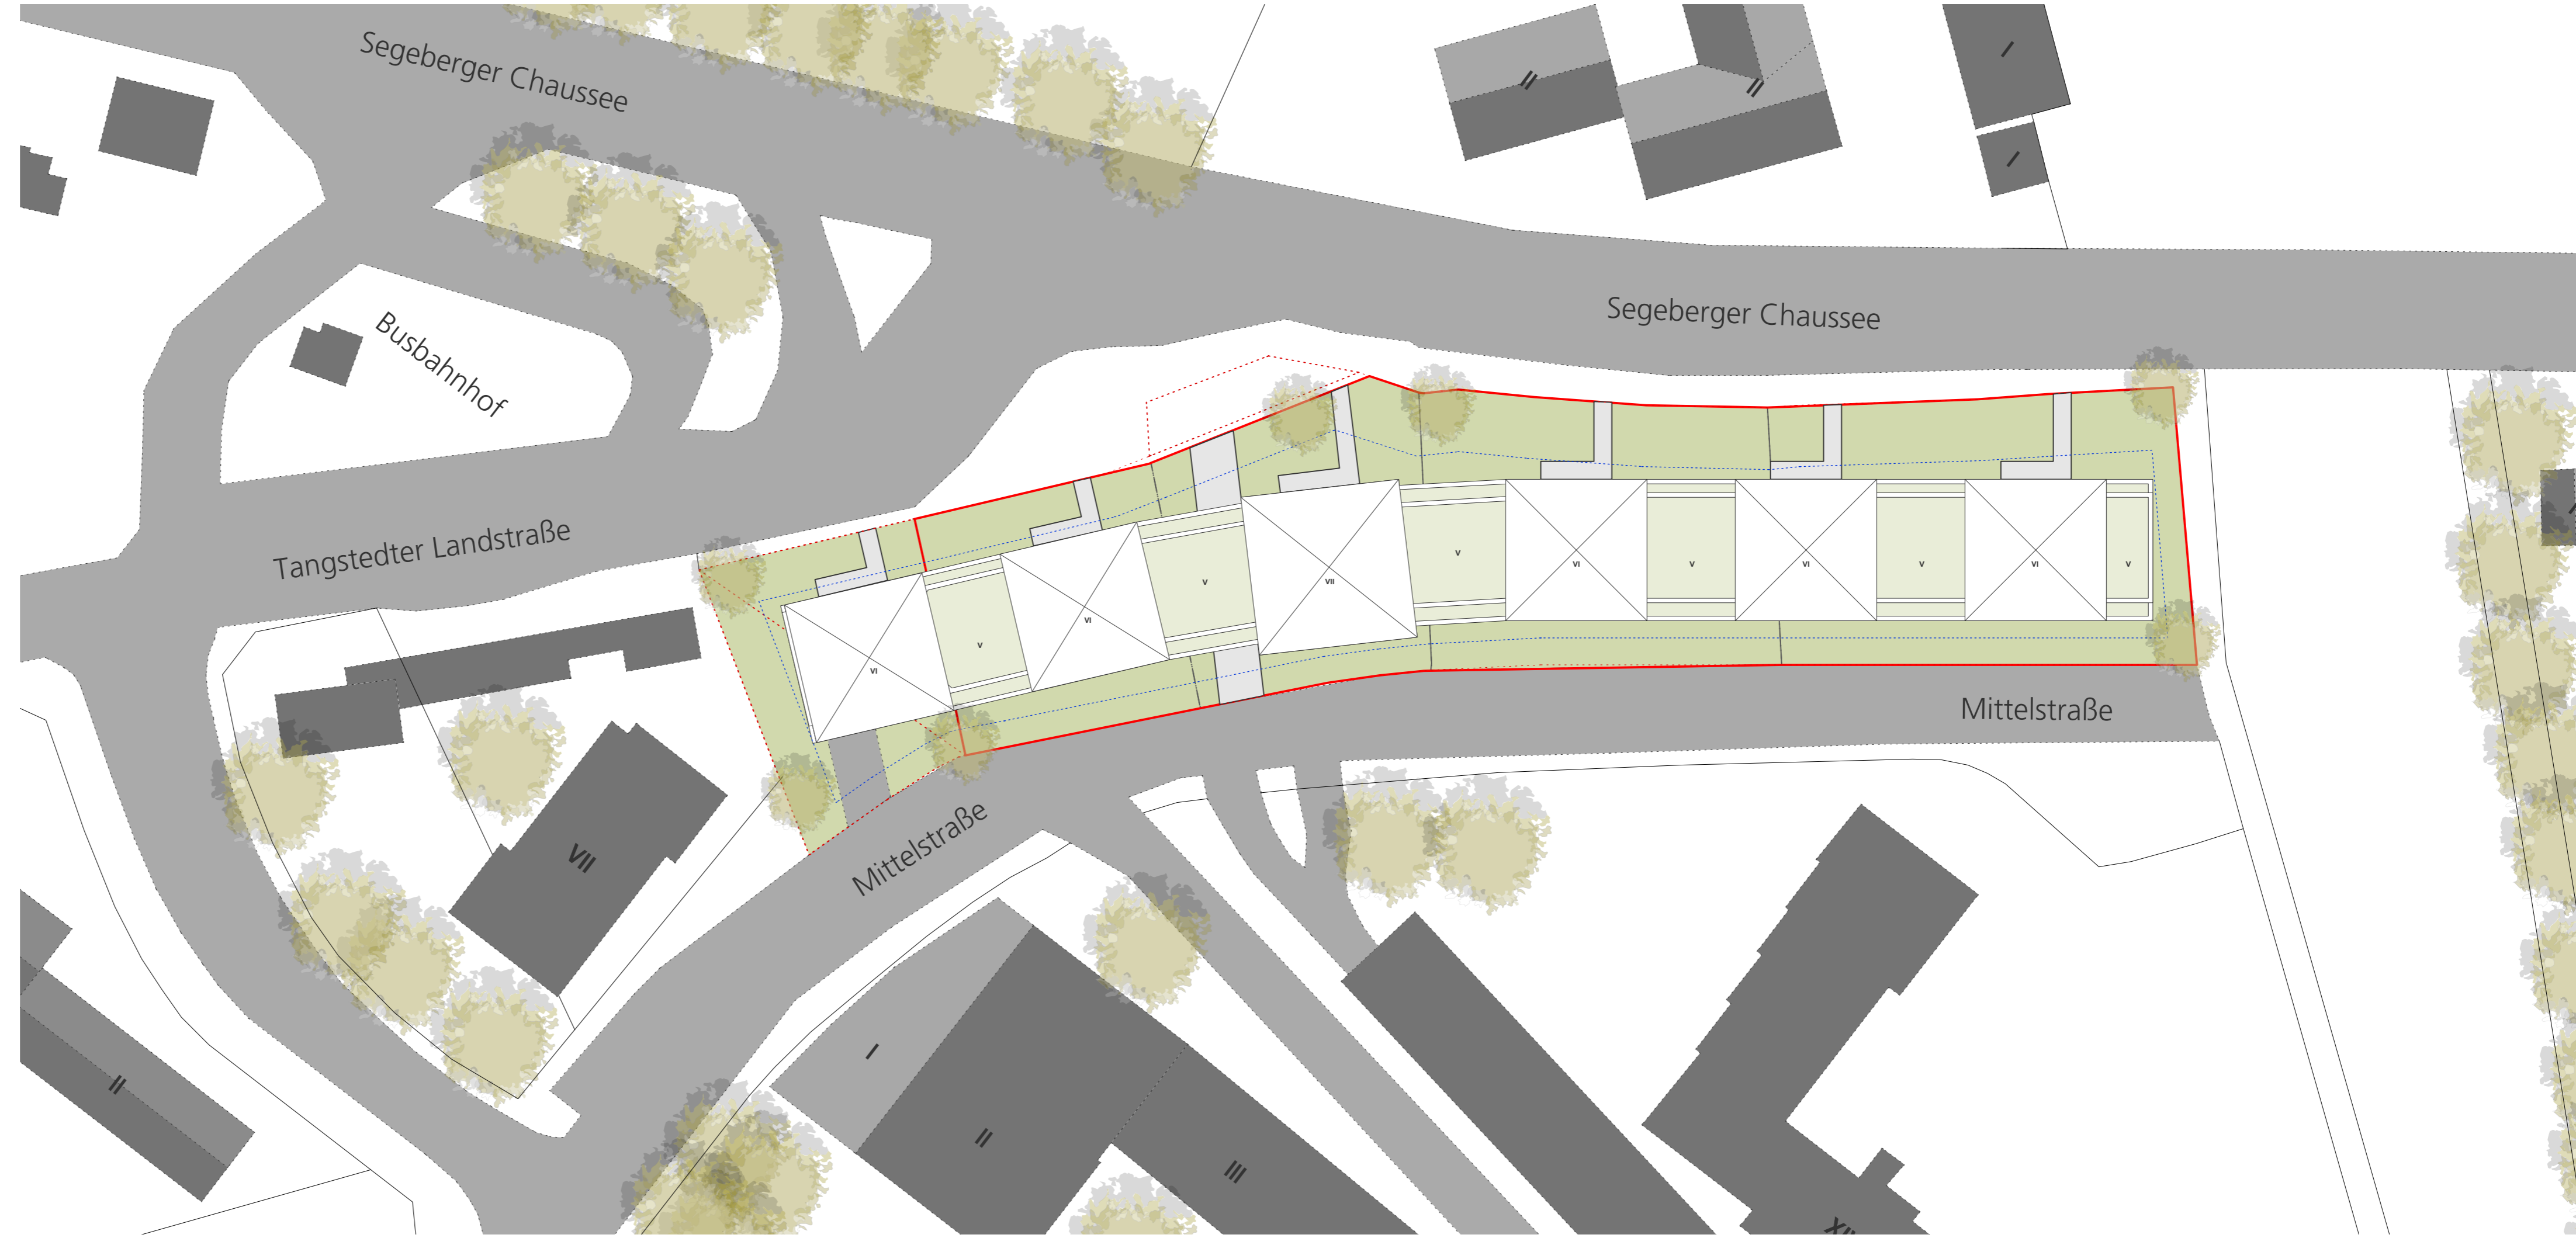 Segeberger Chaussee
II
II
I
I
Busbahnhof
Segeberger Chaussee
Tangstedter Landstraße
VI
V
VI
V
VII
V
VI
V
VI
V
VI
V
Mittelstraße
Mittelstraße
VII
I
II
II
III